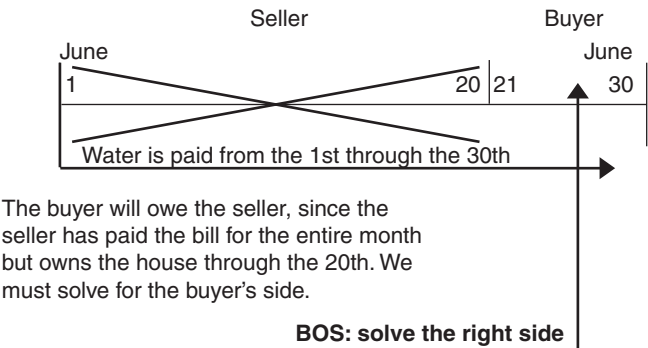 Seller Buyer
June June
1 20 21 30
Water is paid from the 1st through the 30th
The buyer will owe the seller, since the
seller has paid the bill for the entire month
but owns the house through the 20th. We
must solve for the buyer's side.
BOS: solve the right side